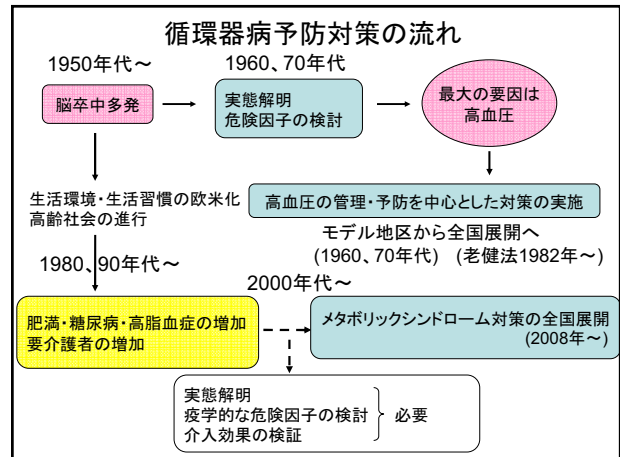 循環器病予防対策の流れ
1950年代～
1960、70年代
脳卒中多発
実態解明
危険因子の検討
最大の要因は
高血圧
生活環境・生活習慣の欧米化
高齢社会の進行
高血圧の管理・予防を中心とした対策の実施
モデル地区から全国展開へ
(1960、70年代) (老健法1982年～)
1980、90年代～
2000年代～
肥満・糖尿病・高脂血症の増加
要介護者の増加
メタボリックシンドローム対策の全国展開
(2008年～)
実態解明
疫学的な危険因子の検討
介入効果の検証
必要